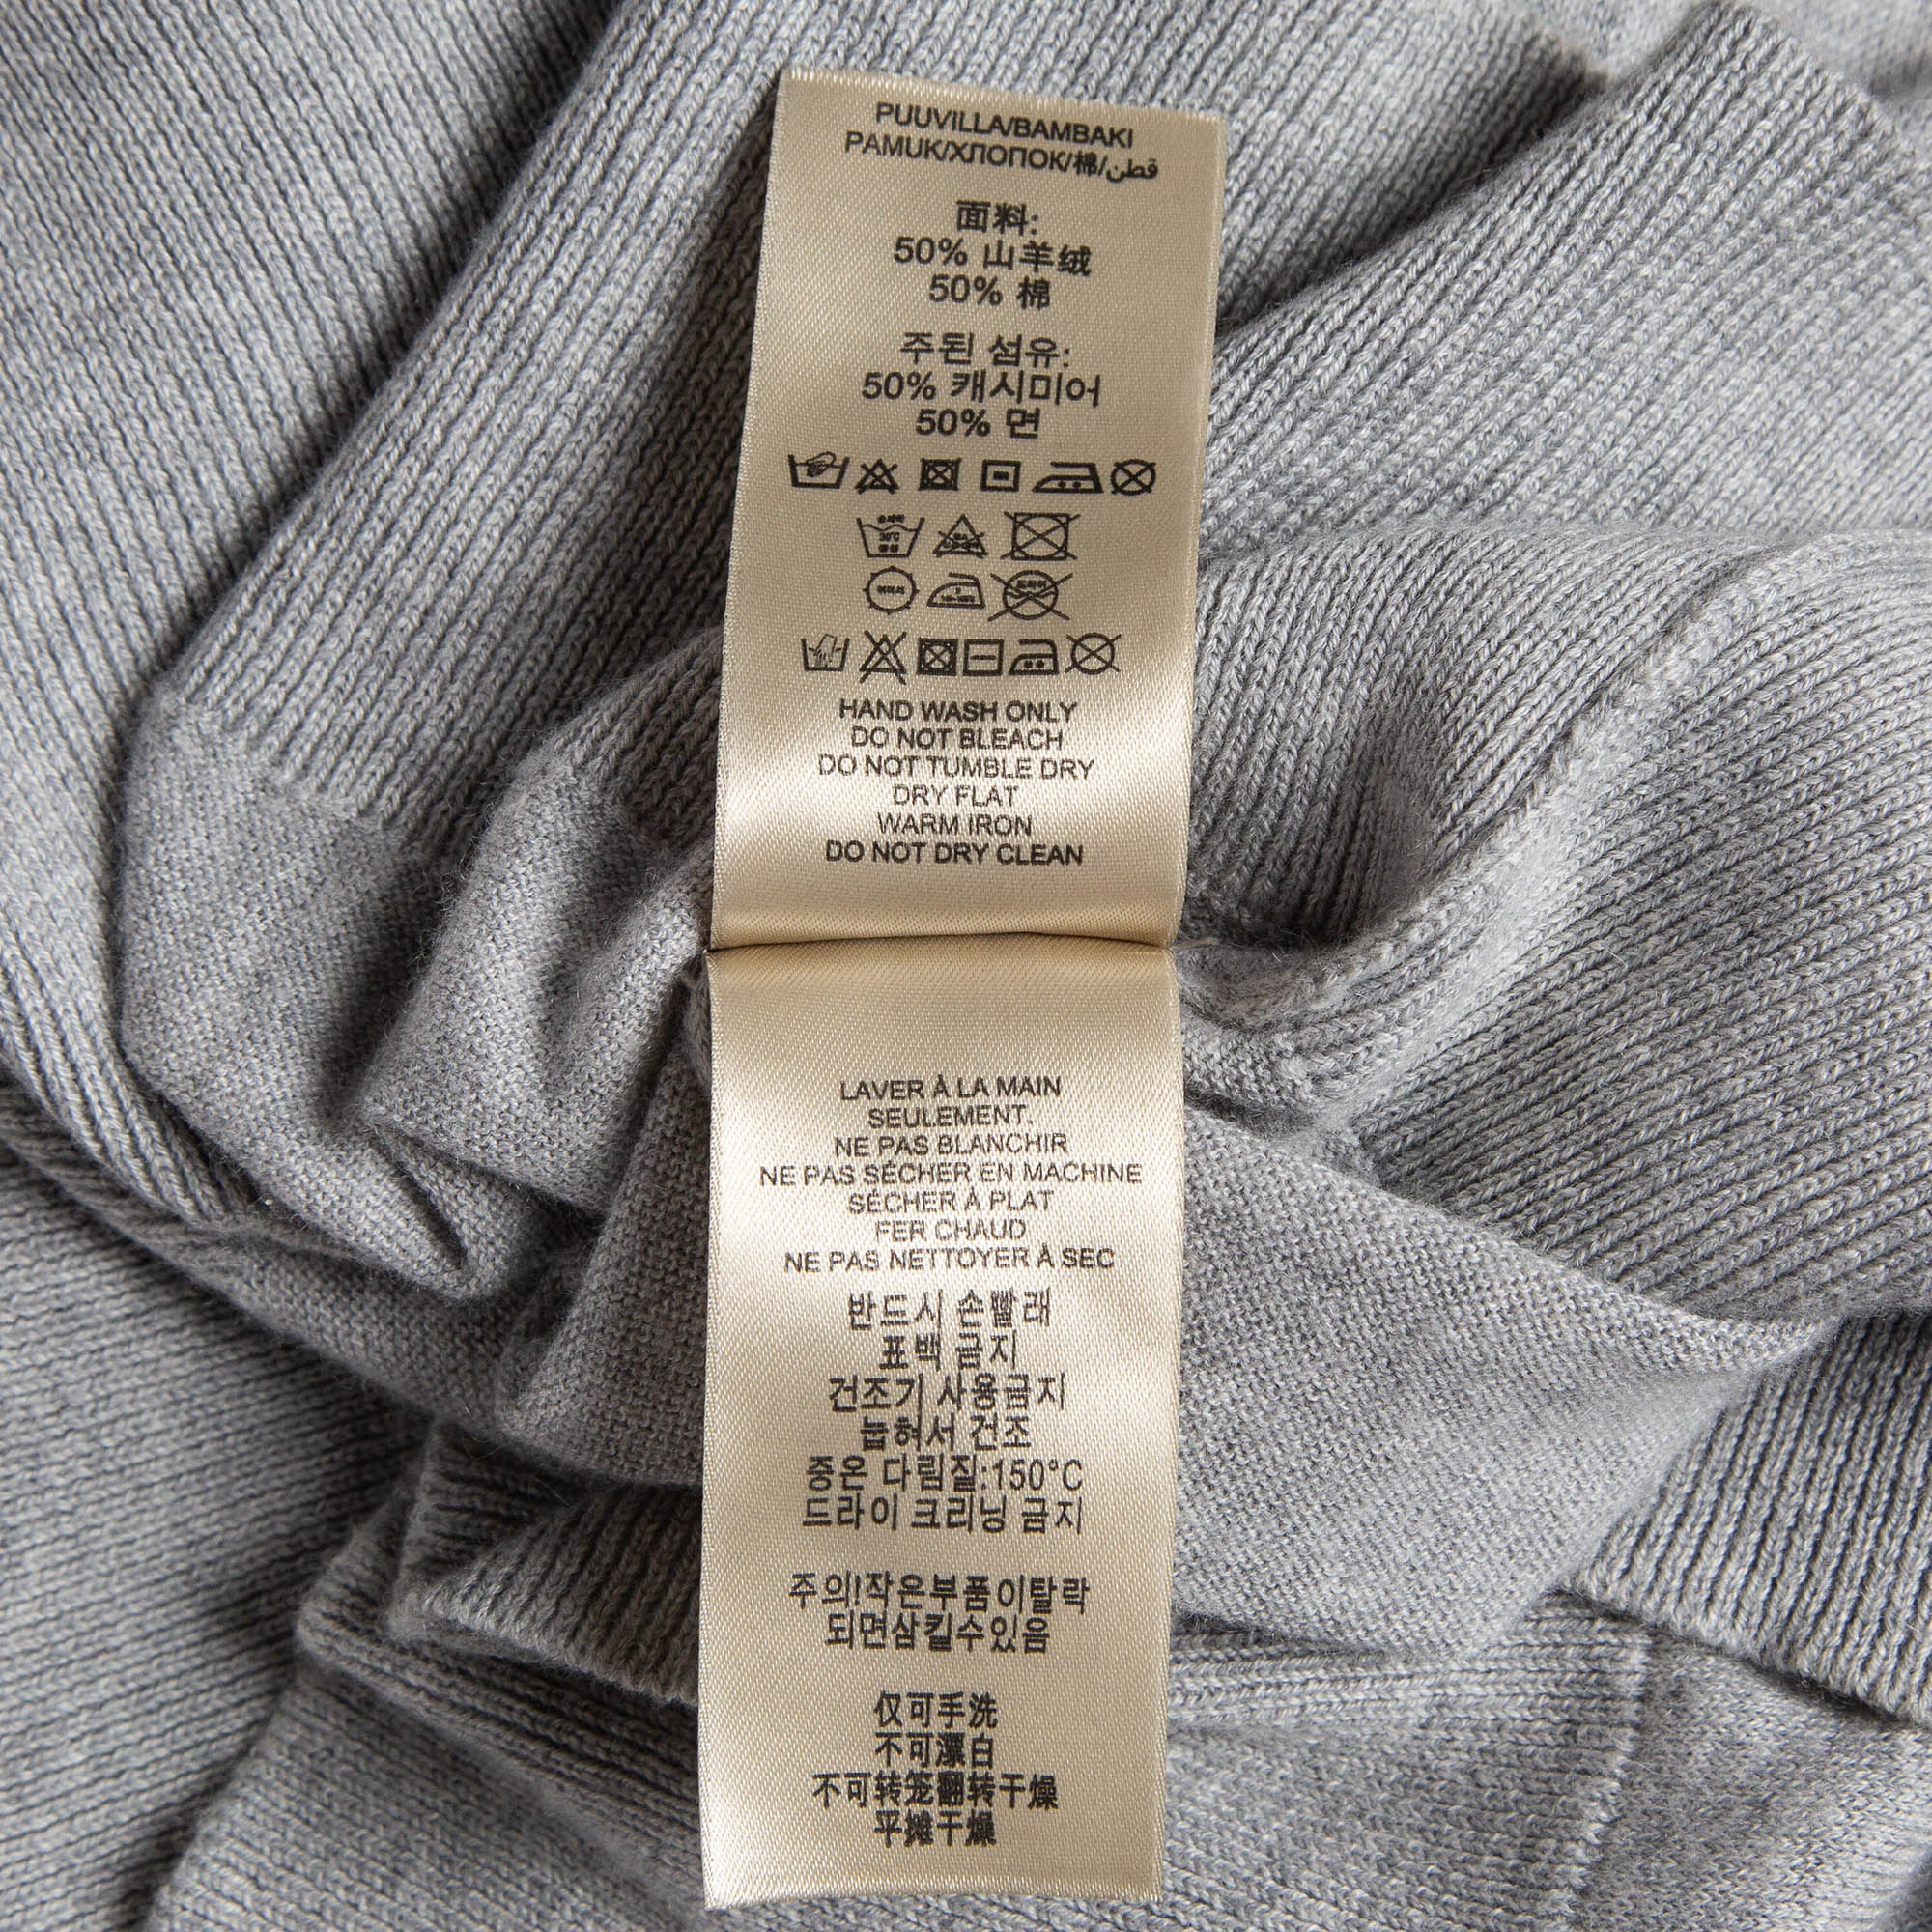 PUUVILLA/BAMBAKI
PAMUK/ХЛОПОК/棉/قطن
面料:
50% 山羊绒
50% 棉
주된 섬유:
50% 캐시미어
50% 면
HAND WASH ONLY
DO NOT BLEACH
DO NOT TUMBLE DRY
DRY FLAT
WARM IRON
DO NOT DRY CLEAN
LAVER À LA MAIN
SEULEMENT.
NE PAS BLANCHIR
NE PAS SÉCHER EN MACHINE
SÉCHER À PLAT
FER CHAUD
NE PAS NETTOYER À SEC
반드시 손빨래
표백 금지
건조기 사용금지
눕혀서 건조
중온 다림질:150°C
드라이 크리닝 금지
주의!작은부품이탈락
되면삼킬수있음
仅可手洗
不可漂白
不可转笼翻转干燥
平摊干燥